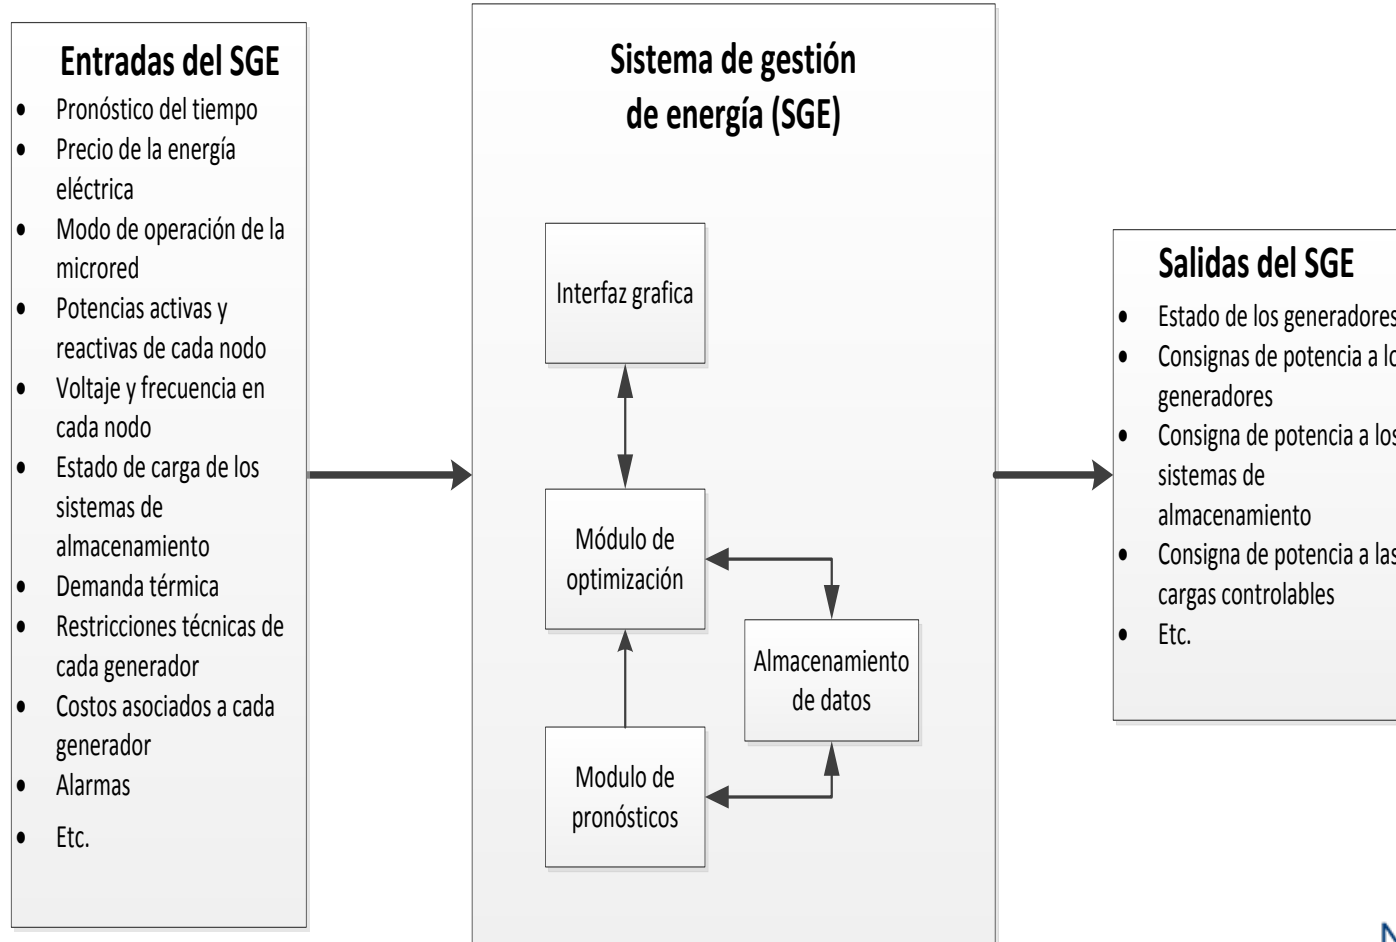 Entradas del SGE
• Pronóstico del tiempo
• Precio de la energía
eléctrica
• Modo de operación de la
microred
• Potencias activas y
reactivas de cada nodo
• Voltaje y frecuencia en
cada nodo
• Estado de carga de los
sistemas de
almacenamiento
• Demanda térmica
• Restricciones técnicas de
cada generador
• Costos asociados a cada
generador
• Alarmas
• Etc.
Sistema de gestión
de energía (SGE)
Interfaz grafica
Módulo de
optimización
Almacenamiento
de datos
Modulo de
pronósticos
Salidas del SGE
• Estado de los generadores
• Consignas de potencia a lo
generadores
• Consigna de potencia a los
sistemas de
almacenamiento
• Consigna de potencia a las
cargas controlables
• Etc.
N